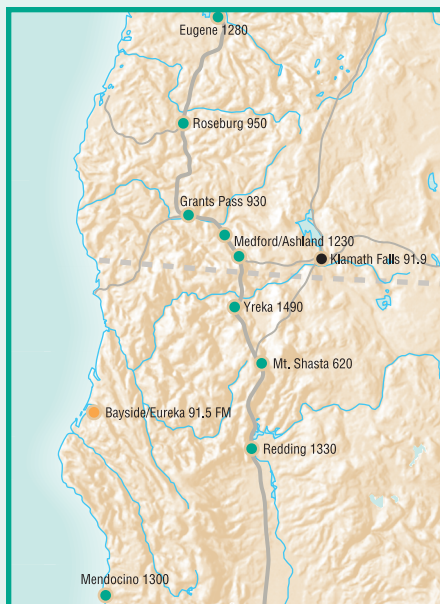 Eugene 1280
Roseburg 950
Grants Pass 930
Medford/Ashland 1230
Klamath Falls 91.9
Yreka 1490
Mt. Shasta 620
Bayside/Eureka 91.5 FM
Redding 1330
Mendocino 1300